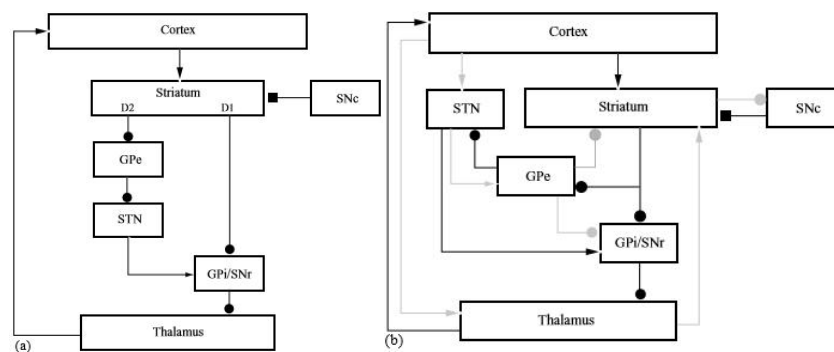 Cortex
Striatum
D2 D1
SNc
GPe
STN
GPi/SNr
Thalamus
(a)
Cortex
STN
Striatum
SNc
GPe
GPi/SNr
Thalamus
(b)